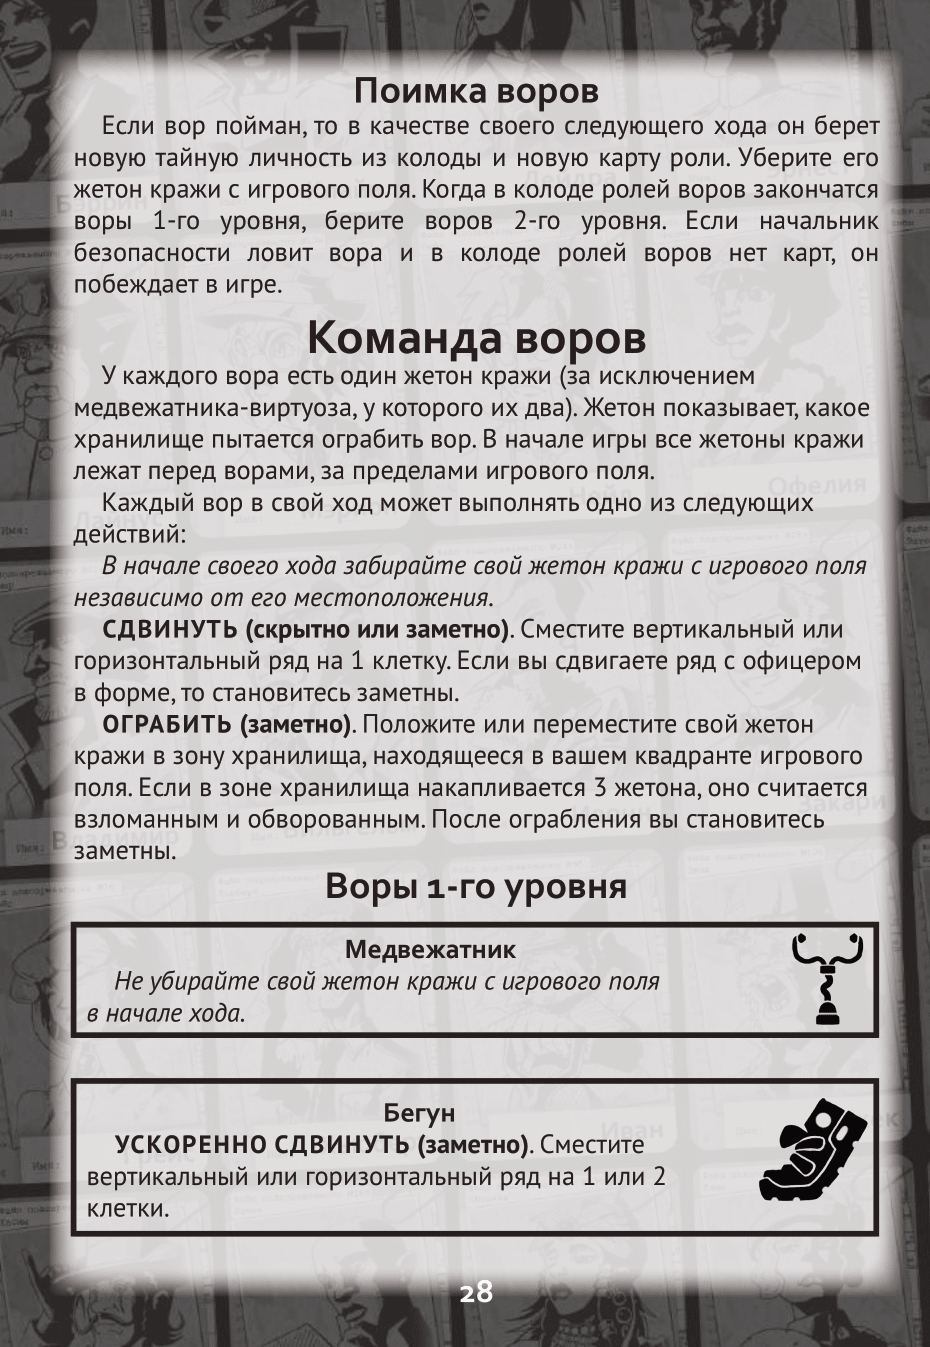 Поимка воров
Если вор пойман, то в качестве своего следующего хода он берет
новую тайную личность из колоды и новую карту роли. Уберите его
жетон кражи с игрового поля. Когда в колоде ролей воров закончатся
воры 1-го уровня, берите воров 2-го уровня. Если начальник
безопасности ловит вора и в колоде ролей воров нет карт, он
побеждает в игре.
Команда воров
У каждого вора есть один жетон кражи (за исключением
медвежатника-виртуоза, у которого их два). Жетон показывает, какое
хранилище пытается ограбить вор. В начале игры все жетоны кражи
лежат перед ворами, за пределами игрового поля.
Каждый вор в свой ход может выполнять одно из следующих
действий:
В начале своего хода забирайте свой жетон кражи с игрового поля
независимо от его местоположения.
СДВИНУТЬ (скрытно или заметно). Сместите вертикальный или
горизонтальный ряд на 1 клетку. Если вы сдвигаете ряд с офицером
в форме, то становитесь заметны.
ОГРАБИТЬ (заметно). Положите или переместите свой жетон
кражи в зону хранилища, находящееся в вашем квадранте игрового
поля. Если в зоне хранилища накапливается 3 жетона, оно считается
взломанным и обворованным. После ограбления вы становитесь
заметны.
Воры 1-го уровня
Медвежатник
Не убирайте свой жетон кражи с игрового поля
в начале хода.
Бегун
УСКОРЕННО СДВИНУТЬ (заметно). Сместите
вертикальный или горизонтальный ряд на 1 или 2
клетки.
28